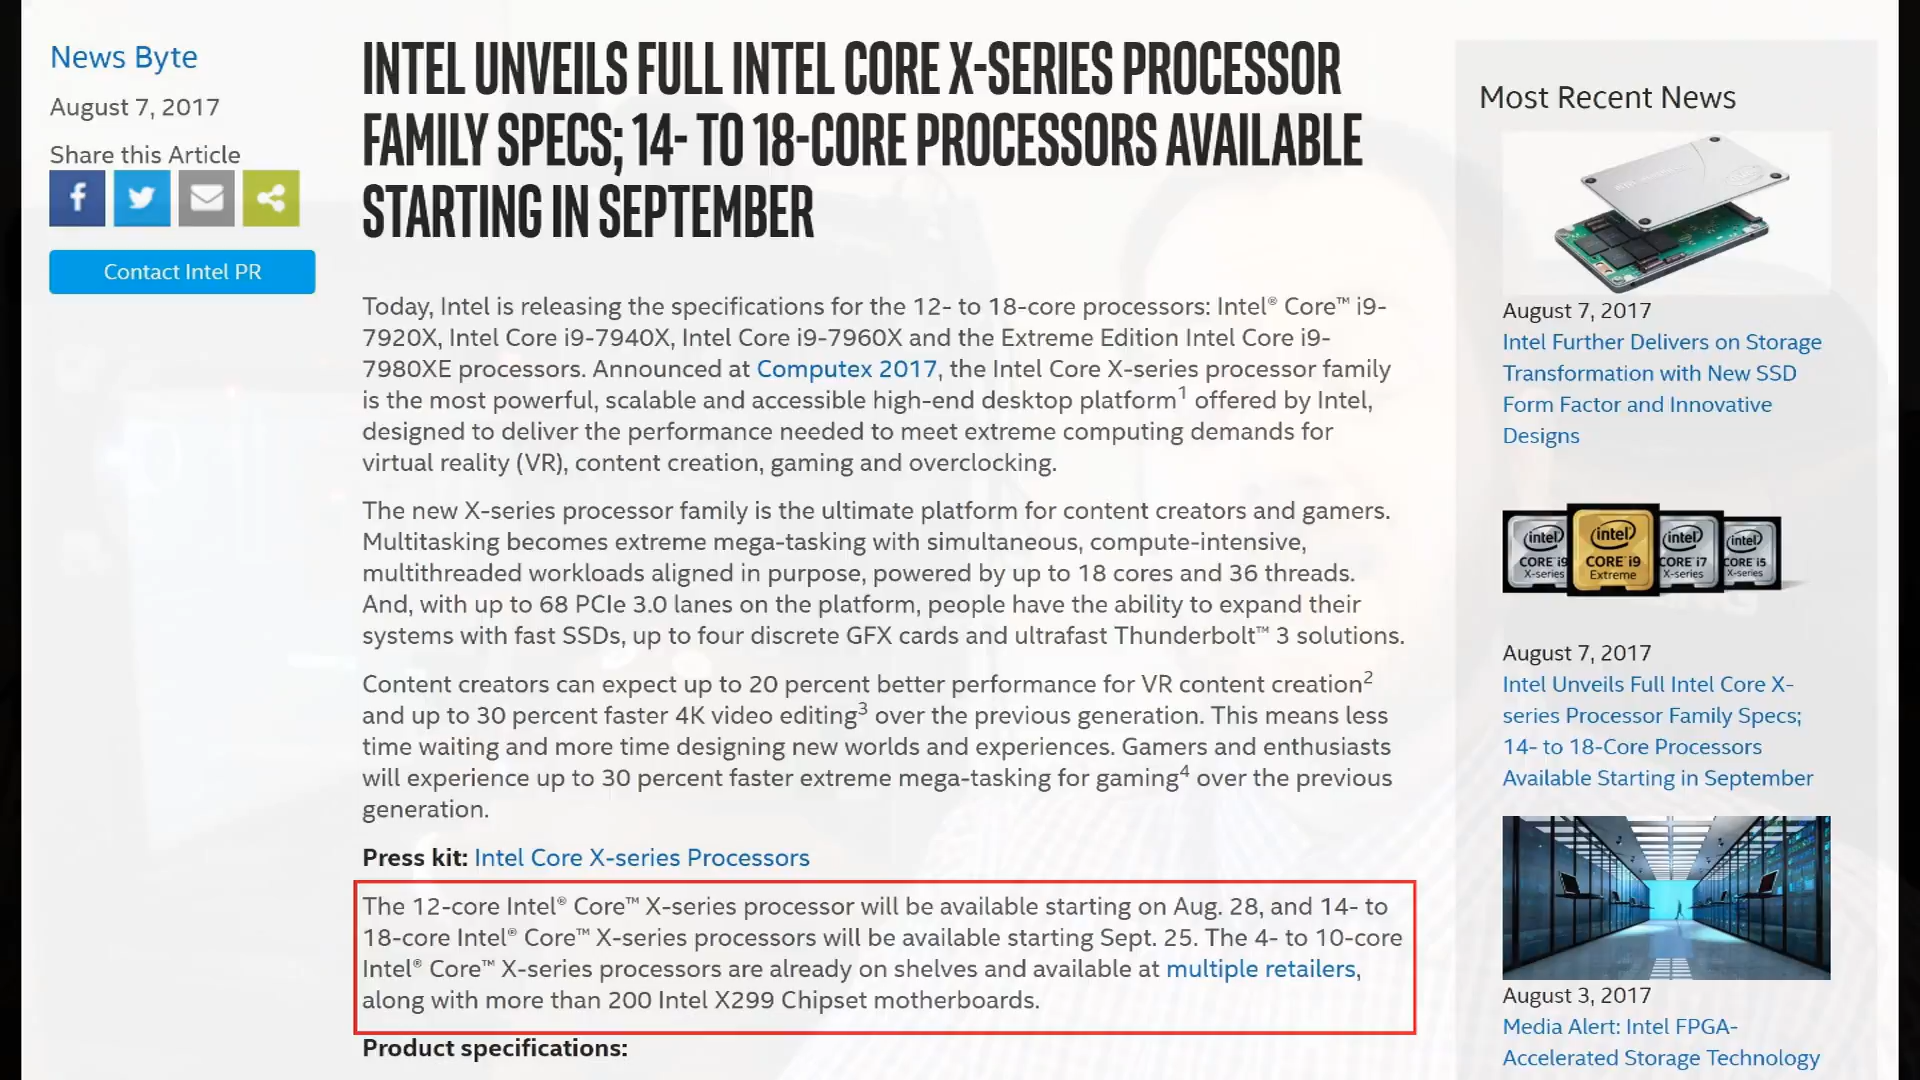 News Byte
August 7, 2017
Share this Article
Contact Intel PR
INTEL UNVEILS FULL INTEL CORE X-SERIES PROCESSOR
FAMILY SPECS; 14- TO 18-CORE PROCESSORS AVAILABLE
STARTING IN SEPTEMBER
Today, Intel is releasing the specifications for the 12- to 18-core processors: Intel® Core™ i9-
7920X, Intel Core i9-7940X, Intel Core i9-7960X and the Extreme Edition Intel Core i9-
7980XE processors. Announced at Computex 2017, the Intel Core X-series processor family
is the most powerful, scalable and accessible high-end desktop platform1 offered by Intel,
designed to deliver the performance needed to meet extreme computing demands for
virtual reality (VR), content creation, gaming and overclocking.
The new X-series processor family is the ultimate platform for content creators and gamers.
Multitasking becomes extreme mega-tasking with simultaneous, compute-intensive,
multithreaded workloads aligned in purpose, powered by up to 18 cores and 36 threads.
And, with up to 68 PCIe 3.0 lanes on the platform, people have the ability to expand their
systems with fast SSDs, up to four discrete GFX cards and ultrafast Thunderbolt™ 3 solutions.
Content creators can expect up to 20 percent better performance for VR content creation2
and up to 30 percent faster 4K video editing3 over the previous generation. This means less
time waiting and more time designing new worlds and experiences. Gamers and enthusiasts
will experience up to 30 percent faster extreme mega-tasking for gaming4 over the previous
generation.
Press kit: Intel Core X-series Processors
The 12-core Intel® Core™ X-series processor will be available starting on Aug. 28, and 14- to
18-core Intel® Core™ X-series processors will be available starting Sept. 25. The 4- to 10-core
Intel® Core™ X-series processors are already on shelves and available at multiple retailers,
along with more than 200 Intel X299 Chipset motherboards.
Product specifications:
Most Recent News
August 7, 2017
Intel Further Delivers on Storage
Transformation with New SSD
Form Factor and Innovative
Designs
intel
CORE i9
X-series
intel
CORE i9
Extreme
intel
CORE i7
X-series
intel
CORE i5
X-series
August 7, 2017
Intel Unveils Full Intel Core X-
series Processor Family Specs;
14- to 18-Core Processors
Available Starting in September
August 3, 2017
Media Alert: Intel FPGA-
Accelerated Storage Technology